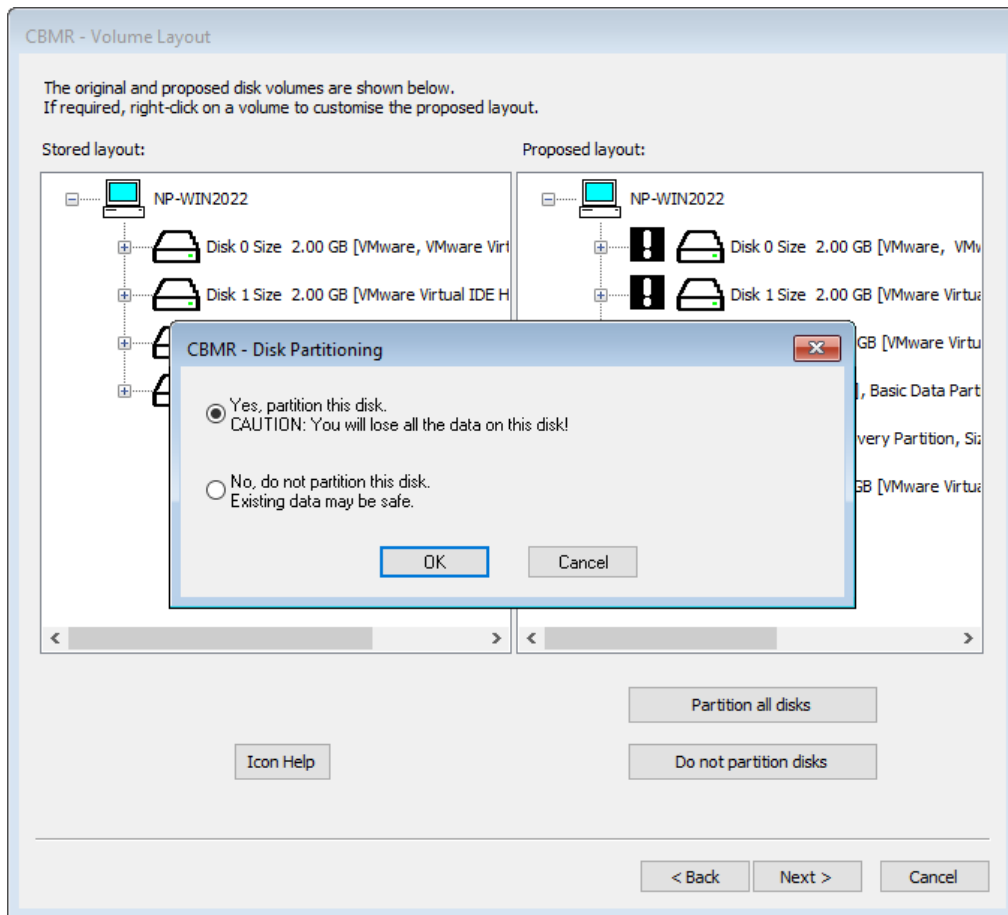 CBMR - Volume Layout
The original and proposed disk volumes are shown below.
If required, right-click on a volume to customise the proposed layout.
Stored layout:
Proposed layout:
NP-WIN2022
NP-WIN2022
Disk 0 Size 2.00 GB [VMware, VMware Virt
Disk 0 Size 2.00 GB [VMware, VMw
Disk 1 Size 2.00 GB [VMware Virtual IDE H
Disk 1 Size 2.00 GB [VMware Virtua
GB [VMware Virtu
], Basic Data Part
very Partition, Siz
GB [VMware Virtua
CBMR - Disk Partitioning
Yes, partition this disk.
CAUTION: You will lose all the data on this disk!
No, do not partition this disk.
Existing data may be safe.
OK
Cancel
Partition all disks
Icon Help
Do not partition disks
< Back
Next >
Cancel